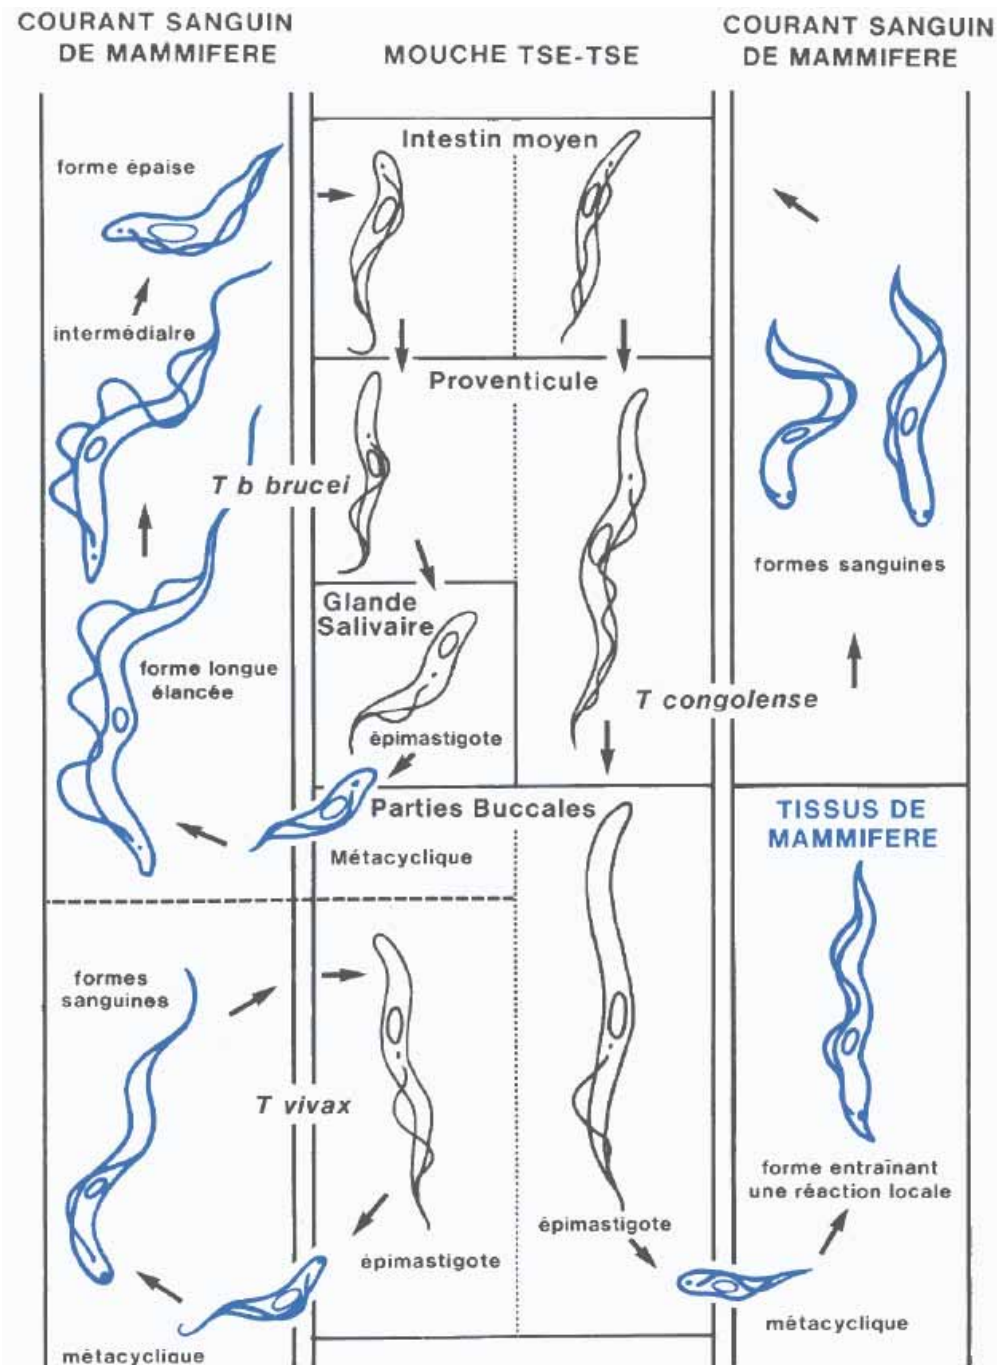 COURANT SANGUIN
DE MAMMIFERE
MOUCHE TSE-TSE
COURANT SANGUIN
DE MAMMIFERE
forme épaise
intermédiaire
T b brucei
forme longue
élancée
formes
sanguines
T vivax
métacyclique
Intestin moyen
Proventicule
Glande
Salivaire
épimastigote
Parties Buccales
Métacyclique
épimastigote
épimastigote
T congolense
formes sanguines
TISSUS DE
MAMMIFERE
forme entraînant
une réaction locale
métacyclique